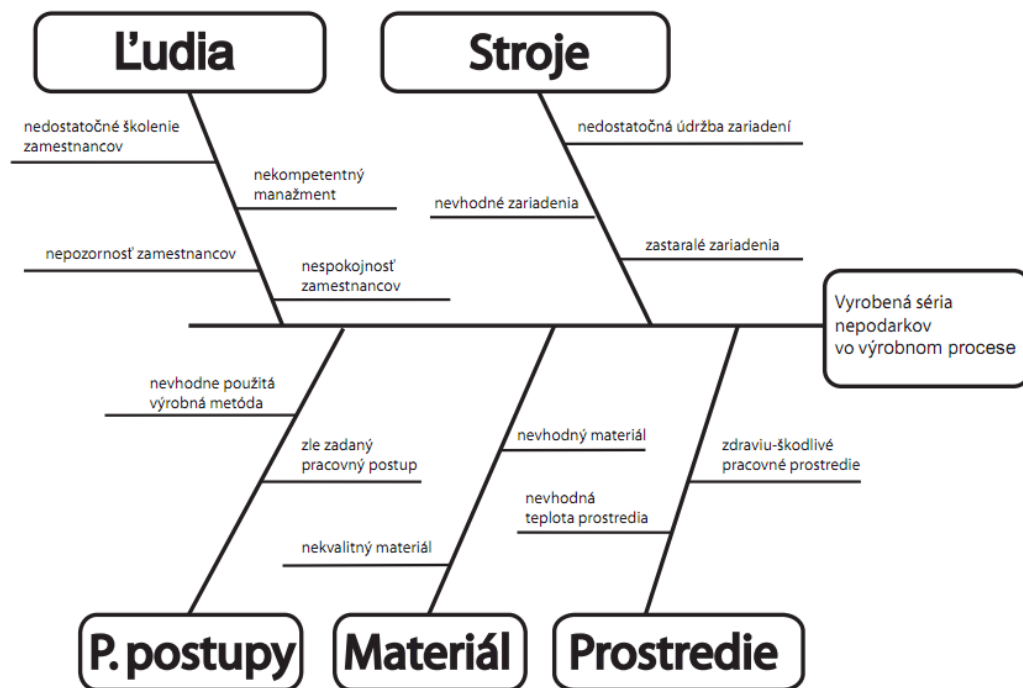 Ľudia
Stroje
nedostatočné školenie
zamestnancov
nekompetentný
manažment
nepozornosť zamestnancov
nespokojnosť
zamestnancov
nedostatočná údržba zariadení
nevhodné zariadenia
zastaralé zariadenia
Vyrobená séria
nepodarkov
vo výrobnom procese
nevhodne použitá
výrobná metóda
zle zadaný
pracovný postup
nekvalitný materiál
nevhodný materiál
nevhodná
teplota prostredia
zdraviu-škodlivé
pracovné prostredie
P. postupy
Materiál
Prostredie